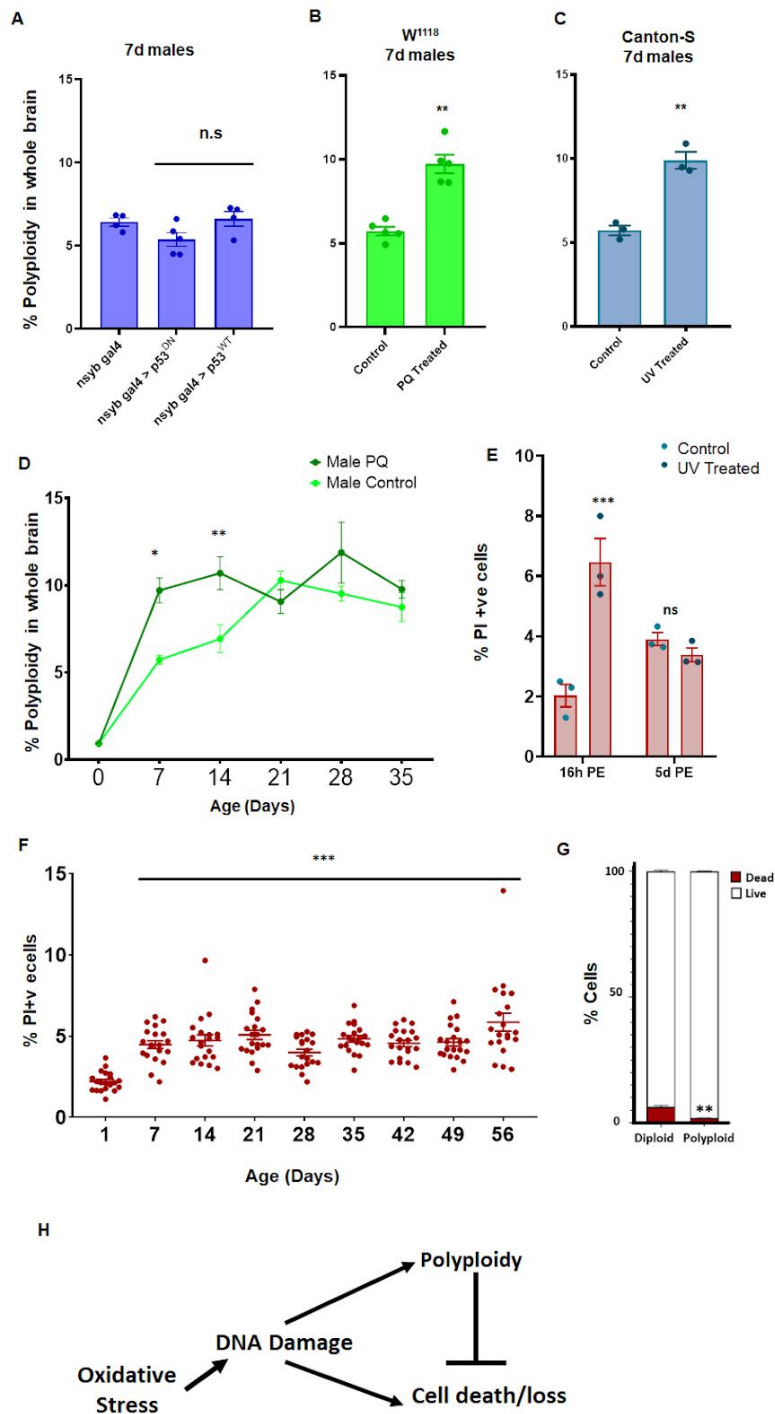 A
7d males
% Polyploidy in whole brain
15
10
5
0
n.s
nsyb gal4
nsyb gal4 > p53DN
nsyb gal4 > p53WT
B
W1118
7d males
15
10
5
0
**
Control
PQ Treated
C
Canton-S
7d males
15
10
5
0
**
Control
UV Treated
D
Male PQ
Male Control
% Polyploidy in whole brain
15
10
5
0
*
**
0 7 14 21 28 35
Age (Days)
E
Control
UV Treated
% PI +ve cells
10
8
6
4
2
0
***
ns
16h PE 5d PE
F
***
% PI+v ecells
15
10
5
0
1 7 14 21 28 35 42 49 56
Age (Days)
G
Dead
Live
% Cells
100
50
0
**
Diploid Polyploid
H
Polyploidy
DNA Damage
Oxidative
Stress
Cell death/loss